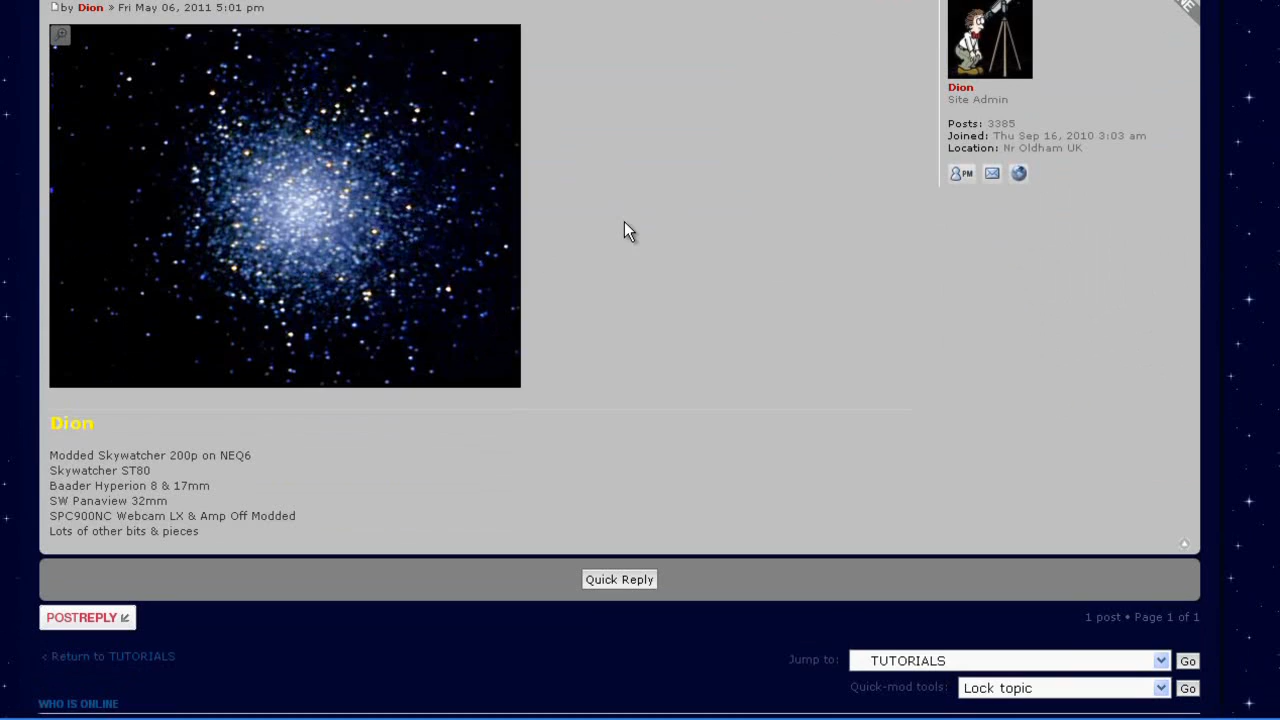 by Dion » Fri May 06, 2011 5:01 pm
NE
Dion
Site Admin
Posts: 3385
Joined: Thu Sep 16, 2010 3:03 am
Location: Nr Oldham UK
PM
Dion
Modded Skywatcher 200p on NEQ6
Skywatcher ST80
Baader Hyperion 8 & 17mm
SW Panaview 32mm
SPC900NC Webcam LX & Amp Off Modded
Lots of other bits & pieces
Quick Reply
POSTREPLY
1 post • Page 1 of 1
< Return to TUTORIALS
Jump to: TUTORIALS Go
Quick-mod tools: Lock topic Go
WHO IS ONLINE